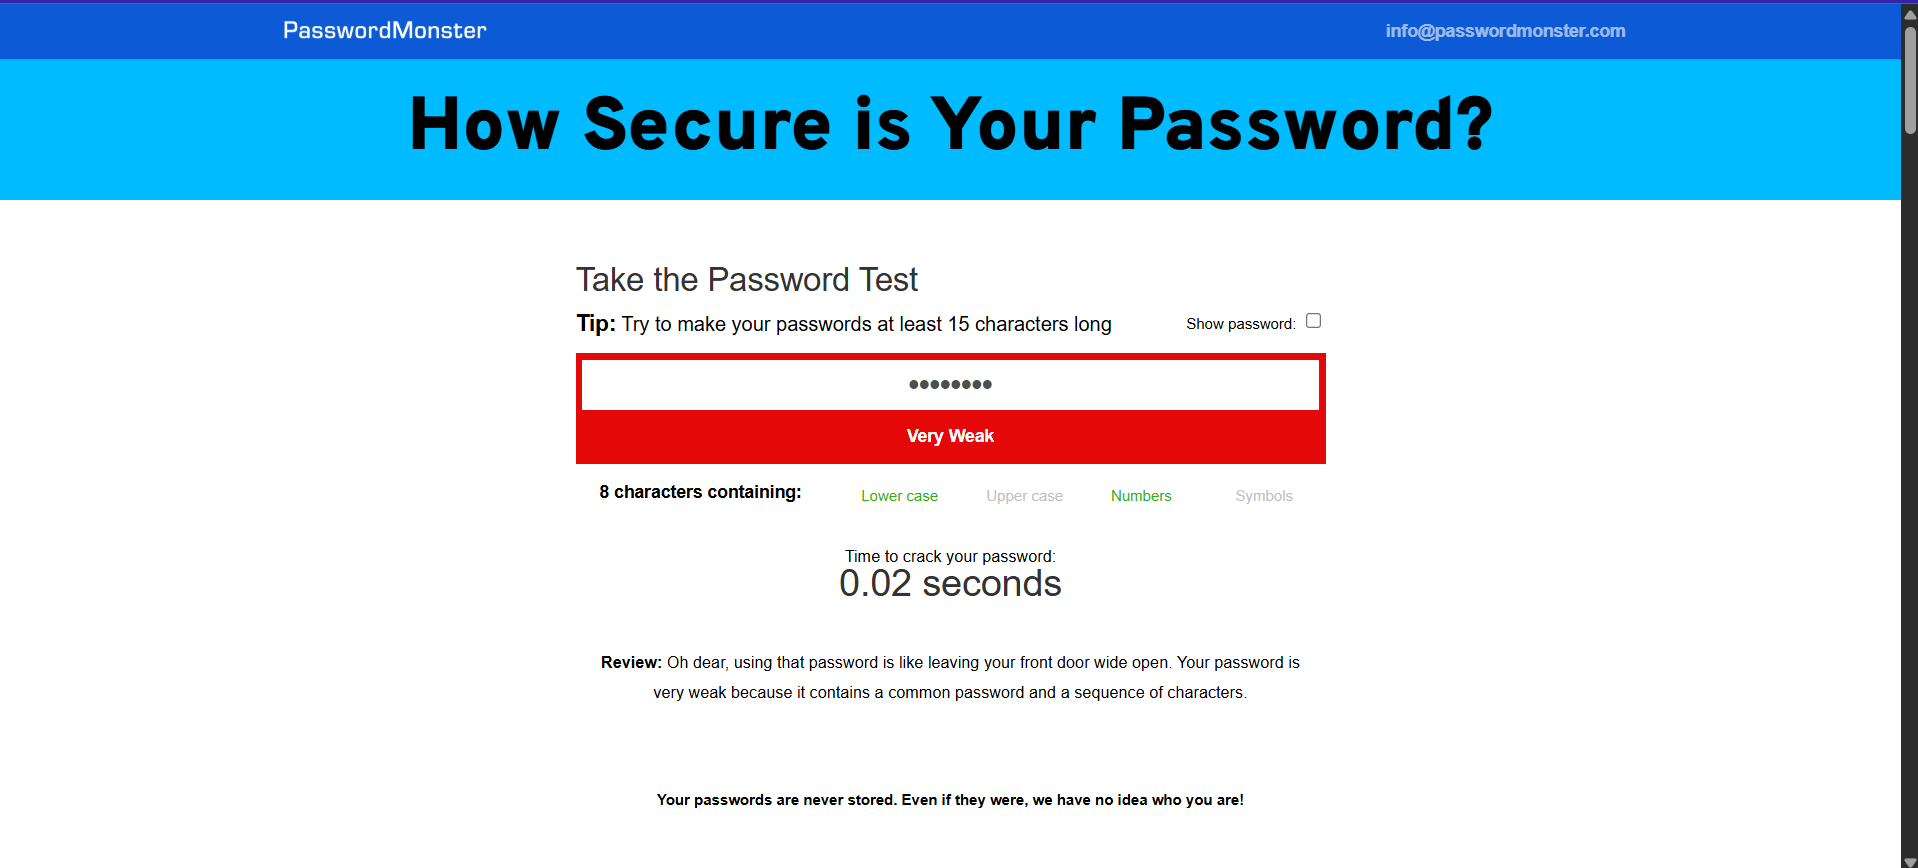 PasswordMonster
info@passwordmonster.com
How Secure is Your Password?
Take the Password Test
Tip: Try to make your passwords at least 15 characters long
Show password:
••••••••
Very Weak
8 characters containing:
Lower case
Upper case
Numbers
Symbols
Time to crack your password:
0.02 seconds
Review: Oh dear, using that password is like leaving your front door wide open. Your password is
very weak because it contains a common password and a sequence of characters.
Your passwords are never stored. Even if they were, we have no idea who you are!